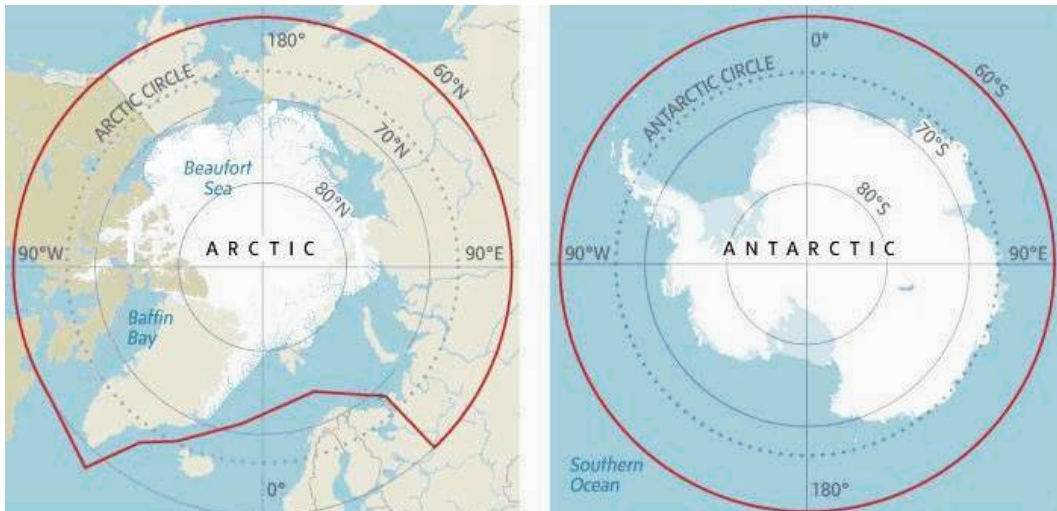 180°
60°N
ARCTIC CIRCLE
70°N
Beaufort
Sea
80°N
ARCTIC
90°W
90°E
Baffin
Bay
0°
0°
60°S
ANTARCTIC CIRCLE
70°S
80°S
ANTARCTIC
90°W
90°E
Southern
Ocean
180°